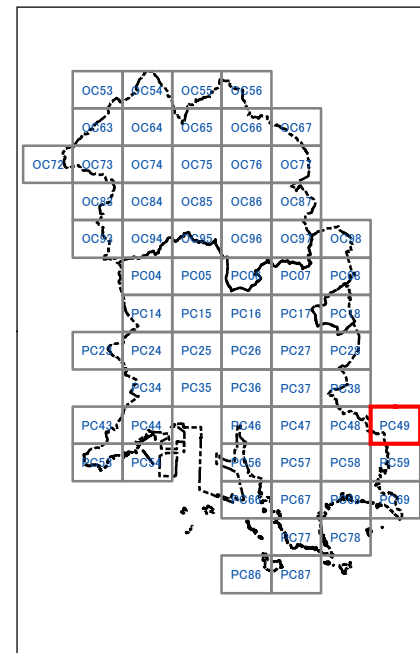 OC53 OC54 OC55 OC56
OC63 OC64 OC65 OC66 OC67
OC72 OC73 OC74 OC75 OC76 OC77
OC83 OC84 OC85 OC86 OC87
OC93 OC94 OC95 OC96 OC97 OC98
PC04 PC05 PC06 PC07 PC08
PC14 PC15 PC16 PC17 PC18
PC23 PC24 PC25 PC26 PC27 PC28
PC34 PC35 PC36 PC37 PC38
PC43 PC44 PC46 PC47 PC48 PC49
PC53 PC54 PC56 PC57 PC58 PC59
PC66 PC67 PC68 PC69
PC77 PC78
PC86 PC87